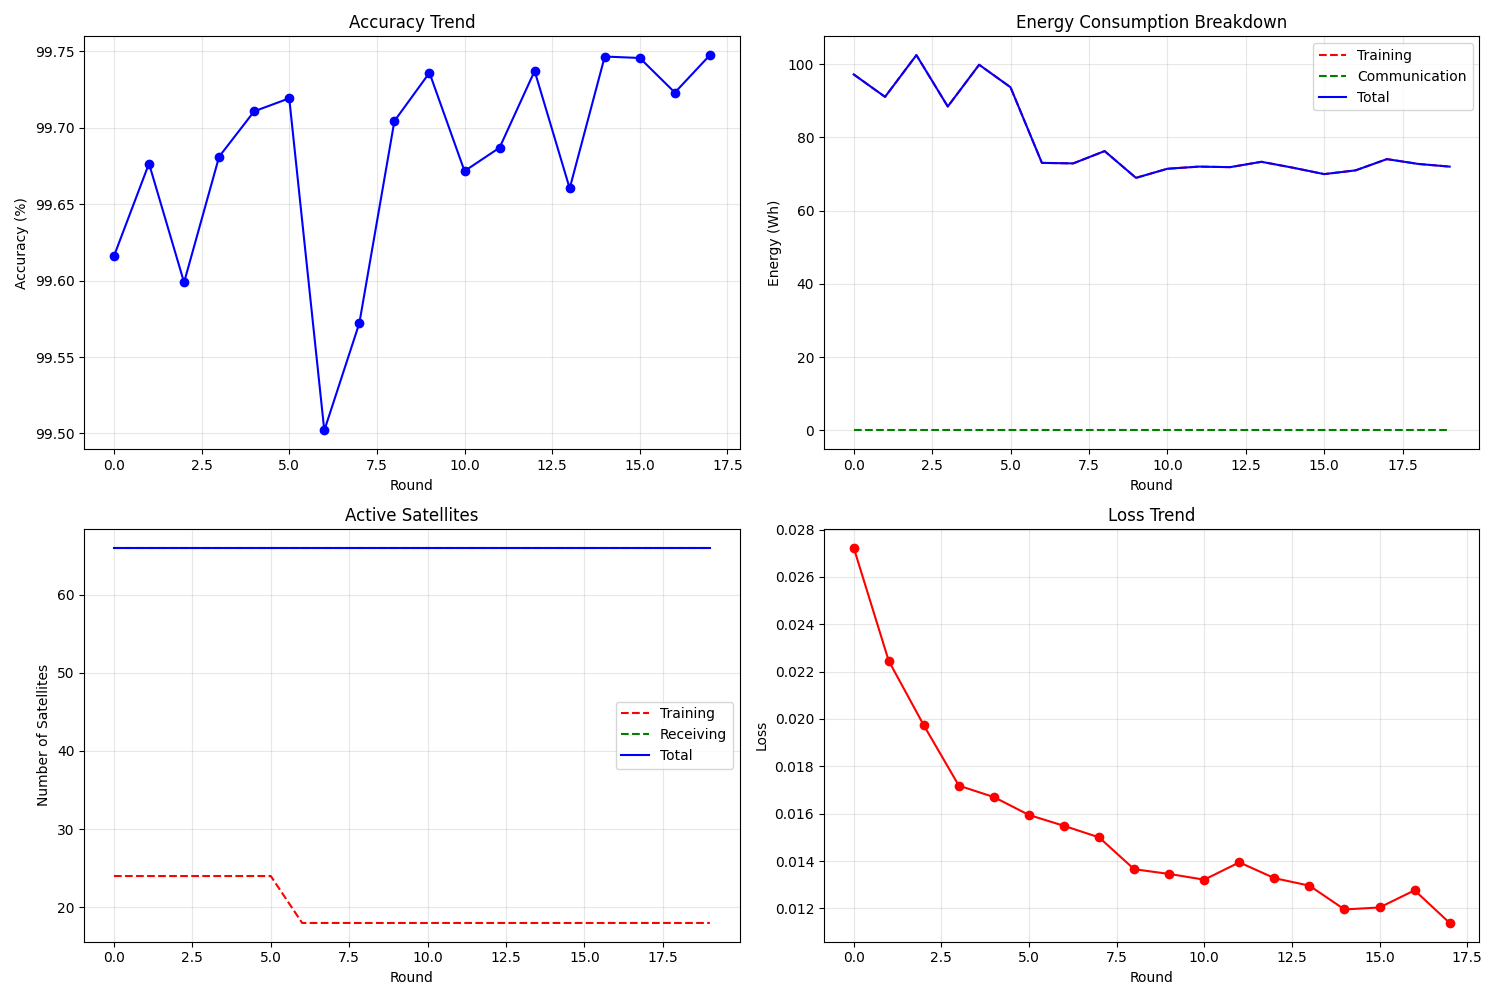 Accuracy Trend
Accuracy (%)
99.75
99.70
99.65
99.60
99.55
99.50
0.0 2.5 5.0 7.5 10.0 12.5 15.0 17.5
Round
Energy Consumption Breakdown
Energy (Wh)
100
80
60
40
20
0
Training
Communication
Total
0.0 2.5 5.0 7.5 10.0 12.5 15.0 17.5
Round
Active Satellites
Number of Satellites
60
50
40
30
20
Training
Receiving
Total
0.0 2.5 5.0 7.5 10.0 12.5 15.0 17.5
Round
Loss Trend
Loss
0.028
0.026
0.024
0.022
0.020
0.018
0.016
0.014
0.012
0.0 2.5 5.0 7.5 10.0 12.5 15.0 17.5
Round